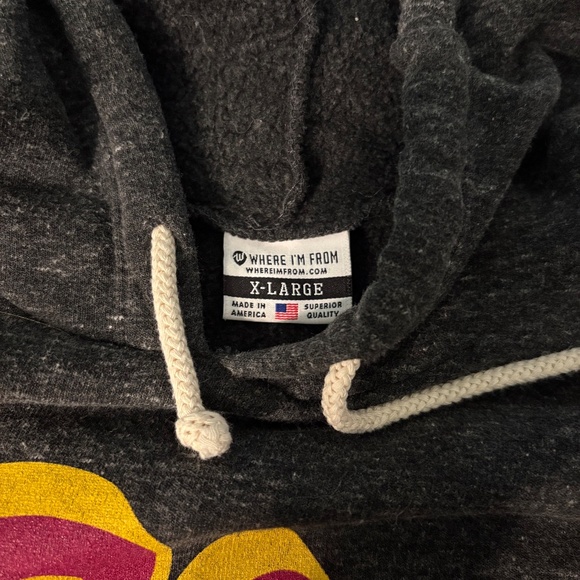 WHERE I'M FROM
WHEREIMFROM.COM
X-LARGE
MADE IN AMERICA
SUPERIOR QUALITY